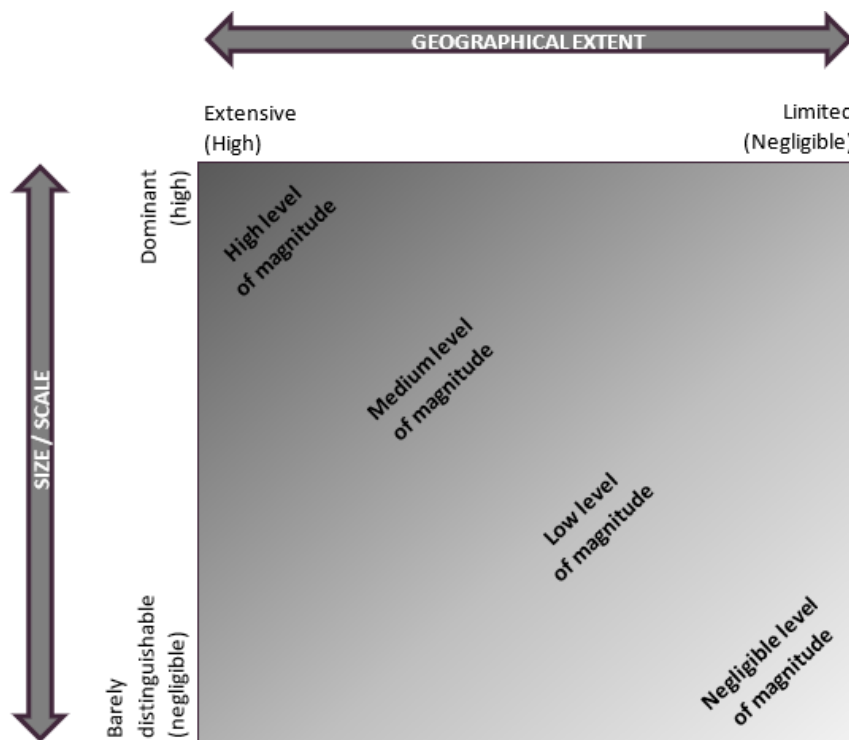 GEOGRAPHICAL EXTENT
Extensive
(High)
Limited
(Negligible)
SIZE / SCALE
Dominant
(high)
Barely
distinguishable
(negligible)
High level
of magnitude
Medium level
of magnitude
Low level
of magnitude
Negligible level
of magnitude